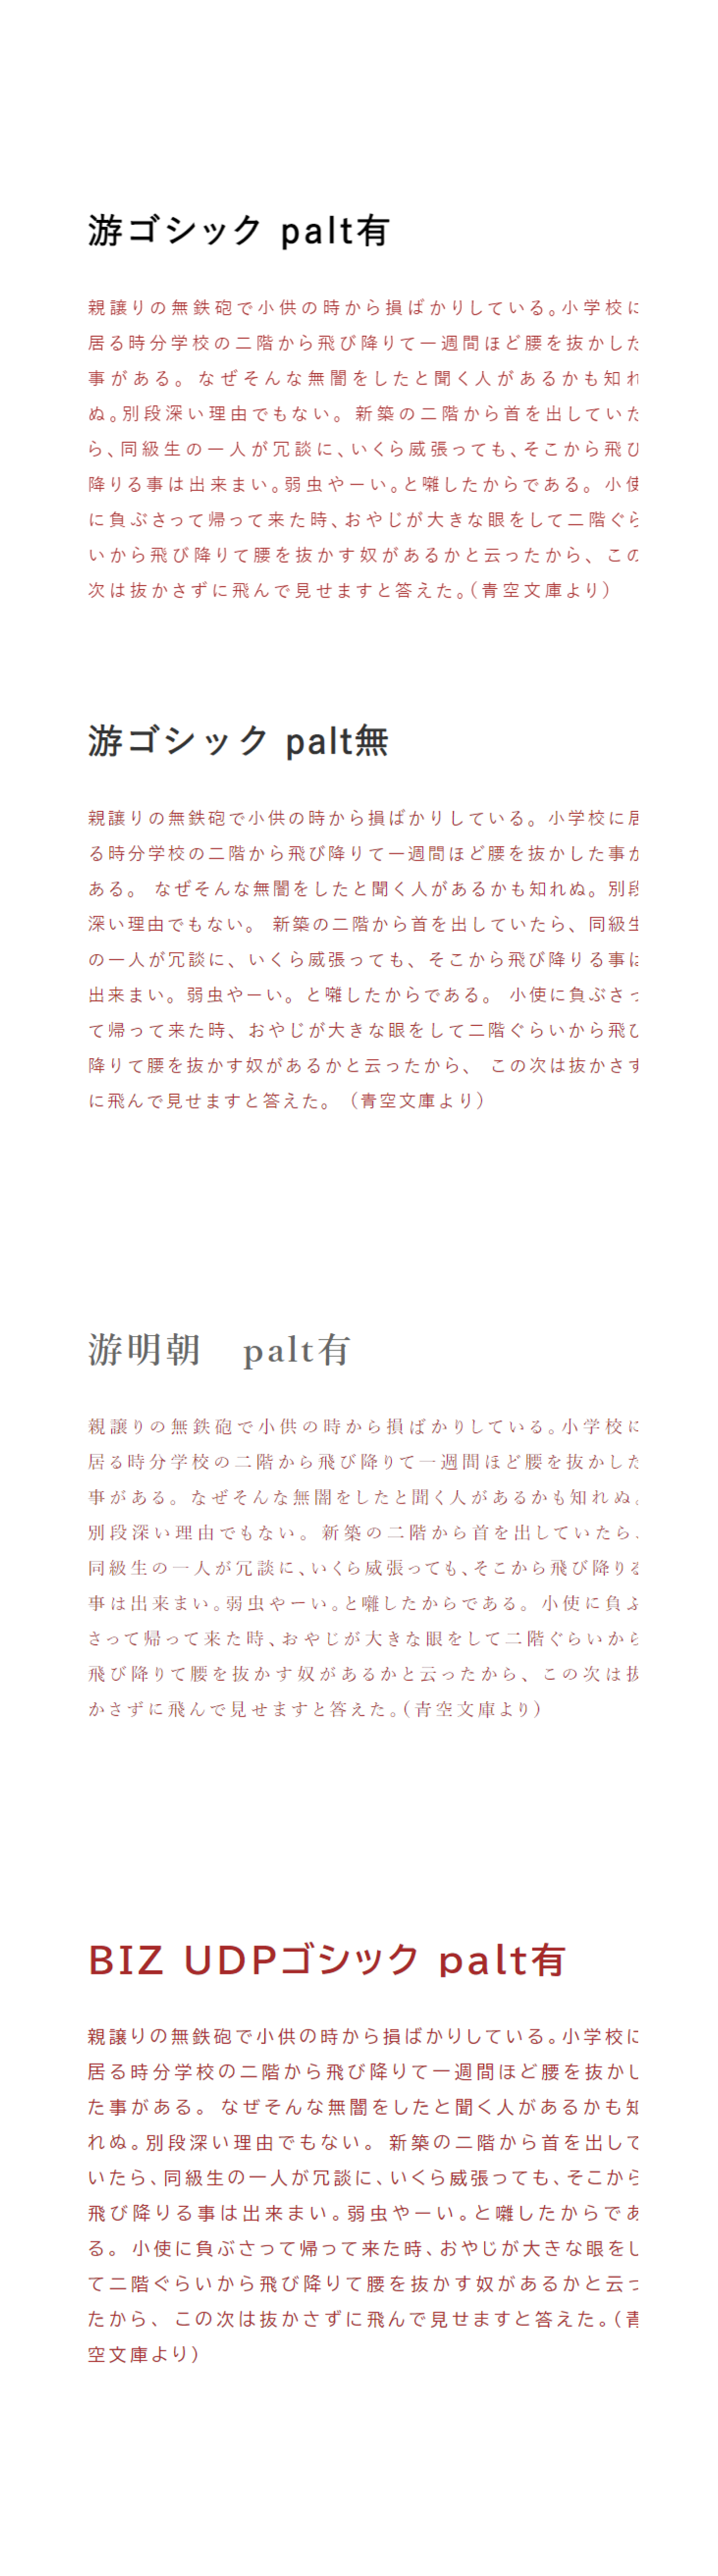 游ゴシック palt有
親譲りの無鉄砲で小供の時から損ばかりしている。小学校に
居る時分学校の二階から飛び降りて一週間ほど腰を抜かした
事がある。 なぜそんな無闇をしたと聞く人があるかも知れ
ぬ。別段深い理由でもない。 新築の二階から首を出していた
ら、同級生の一人が冗談に、いくら威張っても、そこから飛び
降りる事は出来まい。弱虫やーい。と囃したからである。 小使
に負ぶさって帰って来た時、おやじが大きな眼をして二階ぐら
いから飛び降りて腰を抜かす奴があるかと云ったから、 この
次は抜かさずに飛んで見せますと答えた。（青空文庫より）
游ゴシック palt無
親譲りの無鉄砲で小供の時から損ばかりしている。小学校に居
る時分学校の二階から飛び降りて一週間ほど腰を抜かした事が
ある。 なぜそんな無闇をしたと聞く人があるかも知れぬ。別段
深い理由でもない。 新築の二階から首を出していたら、同級生
の一人が冗談に、いくら威張っても、そこから飛び降りる事は
出来まい。弱虫やーい。と囃したからである。 小使に負ぶさっ
て帰って来た時、おやじが大きな眼をして二階ぐらいから飛び
降りて腰を抜かす奴があるかと云ったから、 この次は抜かさず
に飛んで見せますと答えた。（青空文庫より）
游明朝　palt有
親譲りの無鉄砲で小供の時から損ばかりしている。小学校に
居る時分学校の二階から飛び降りて一週間ほど腰を抜かした
事がある。 なぜそんな無闇をしたと聞く人があるかも知れぬ。
別段深い理由でもない。 新築の二階から首を出していたら、
同級生の一人が冗談に、いくら威張っても、そこから飛び降りる
事は出来まい。弱虫やーい。と囃したからである。 小使に負ぶ
さって帰って来た時、おやじが大きな眼をして二階ぐらいから
飛び降りて腰を抜かす奴があるかと云ったから、 この次は抜
かさずに飛んで見せますと答えた。（青空文庫より）
BIZ UDPゴシック palt有
親譲りの無鉄砲で小供の時から損ばかりしている。小学校に
居る時分学校の二階から飛び降りて一週間ほど腰を抜かし
た事がある。 なぜそんな無闇をしたと聞く人があるかも知
れぬ。別段深い理由でもない。 新築の二階から首を出して
いたら、同級生の一人が冗談に、いくら威張っても、そこから
飛び降りる事は出来まい。弱虫やーい。と囃したからであ
る。 小使に負ぶさって帰って来た時、おやじが大きな眼をし
て二階ぐらいから飛び降りて腰を抜かす奴があるかと云っ
たから、 この次は抜かさずに飛んで見せますと答えた。（青
空文庫より）